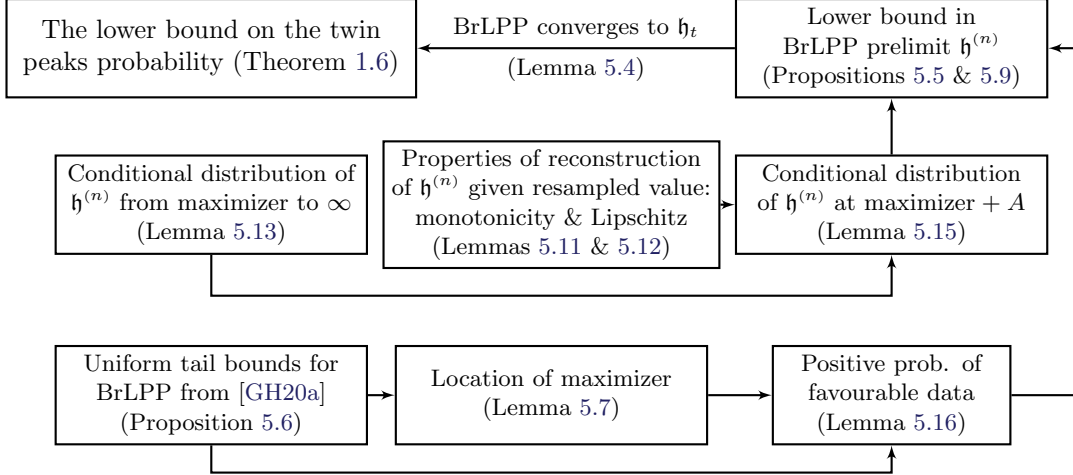 The lower bound on the twin
peaks probability (Theorem 1.6)
BrLPP converges to 𝔥ₜ
(Lemma 5.4)
Lower bound in
BrLPP prelimit 𝔥⁽ⁿ⁾
(Propositions 5.5 & 5.9)
Conditional distribution of
𝔥⁽ⁿ⁾ from maximizer to ∞
(Lemma 5.13)
Properties of reconstruction
of 𝔥⁽ⁿ⁾ given resampled value:
monotonicity & Lipschitz
(Lemmas 5.11 & 5.12)
Conditional distribution
of 𝔥⁽ⁿ⁾ at maximizer + A
(Lemma 5.15)
Uniform tail bounds for
BrLPP from [GH20a]
(Proposition 5.6)
Location of maximizer
(Lemma 5.7)
Positive prob. of
favourable data
(Lemma 5.16)